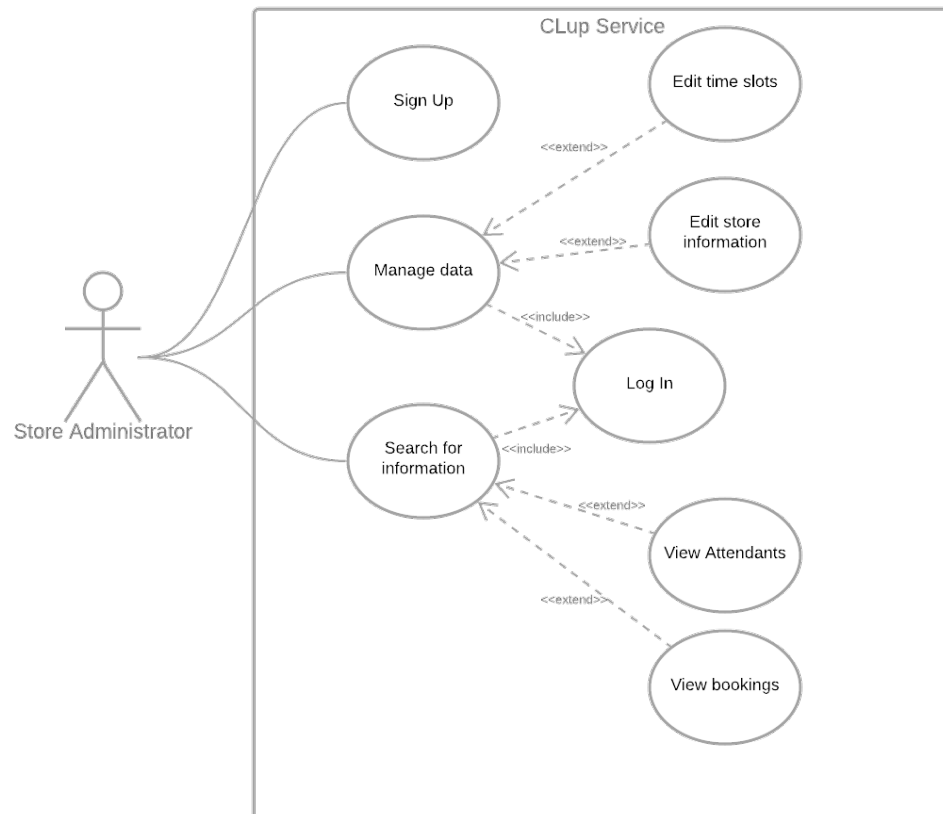 CLup Service
Sign Up
Edit time slots
<<extend>>
Edit store
information
<<extend>>
Manage data
<<include>>
Log In
Store Administrator
Search for
information
<<include>>
<<extend>>
View Attendants
<<extend>>
View bookings